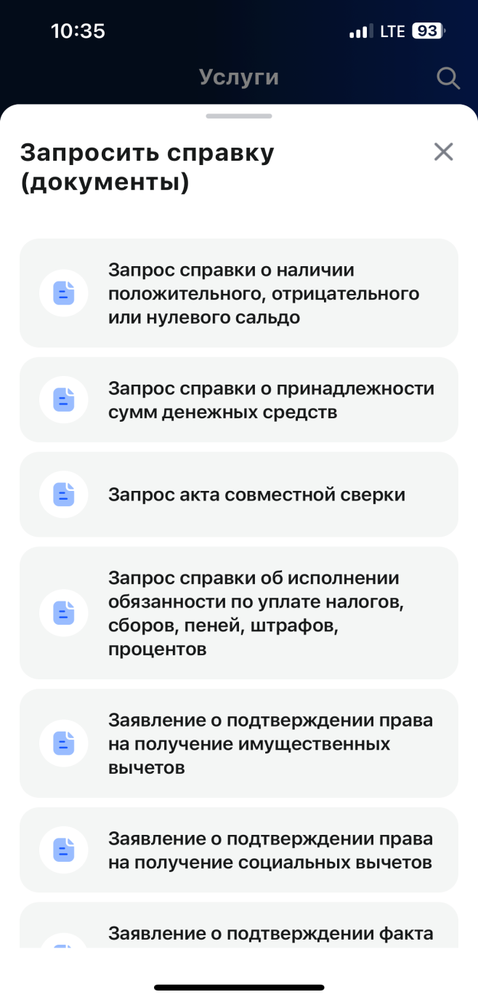 10:35
LTE
93
Услуги
Запросить справку
(документы)
Запрос справки о наличии
положительного, отрицательного
или нулевого сальдо
Запрос справки о принадлежности
сумм денежных средств
Запрос акта совместной сверки
Запрос справки об исполнении
обязанности по уплате налогов,
сборов, пеней, штрафов,
процентов
Заявление о подтверждении права
на получение имущественных
вычетов
Заявление о подтверждении права
на получение социальных вычетов
Заявление о подтверждении факта